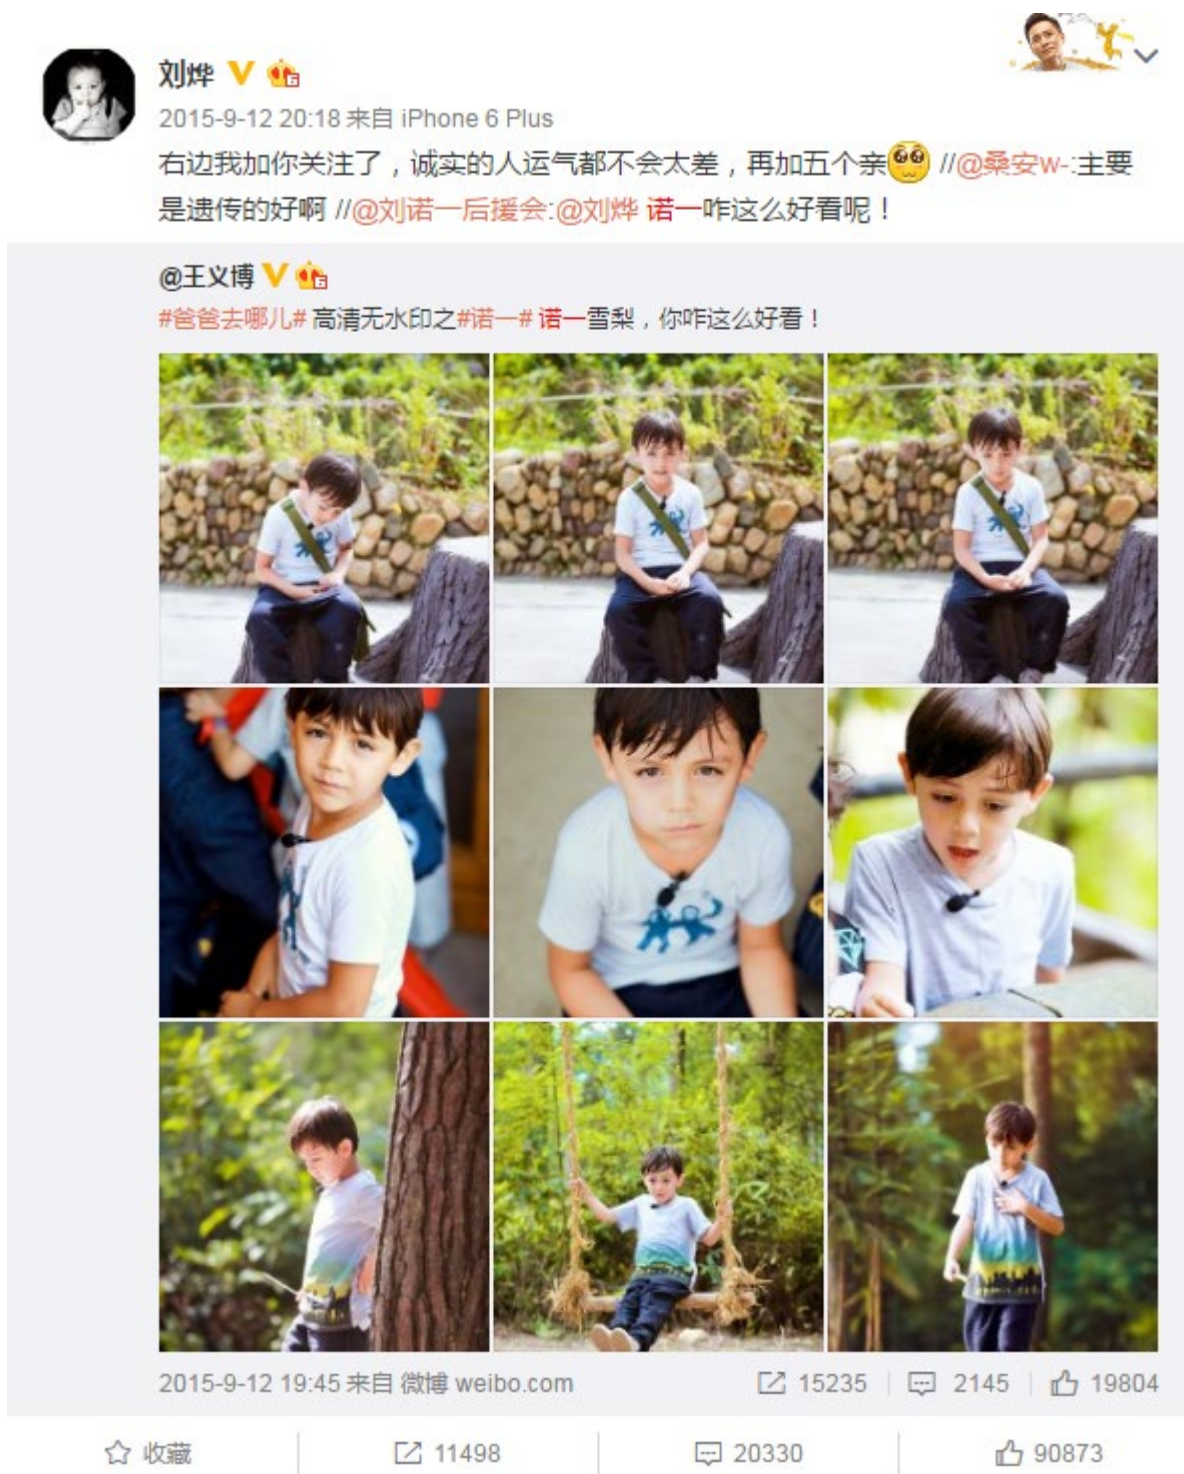 刘烨
2015-9-12 20:18 来自 iPhone 6 Plus
右边我加你关注了，诚实的人运气都不会太差，再加五个亲 //@桑安w-:主要
是遗传的好啊 //@刘诺一后援会:@刘烨 诺一咋这么好看呢！
@王义博
#爸爸去哪儿# 高清无水印之#诺一# 诺一雪梨，你咋这么好看！
2015-9-12 19:45 来自 微博 weibo.com 15235 2145 19804
收藏 11498 20330 90873